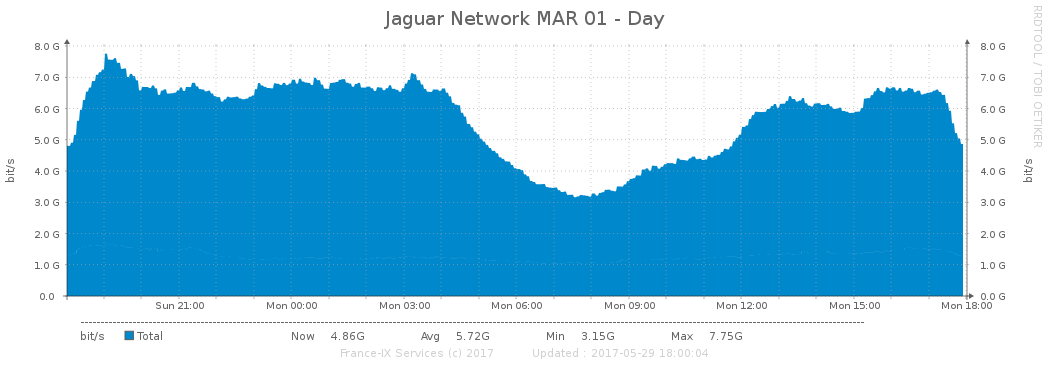 Jaguar Network MAR 01 - Day
RRDTOOL / TOBI OETIKER
8.0 G 8.0 G
7.0 G 7.0 G
6.0 G 6.0 G
5.0 G 5.0 G
4.0 G 4.0 G
3.0 G 3.0 G
2.0 G 2.0 G
1.0 G 1.0 G
0.0 0.0 G
bit/s bit/s
Sun 21:00 Mon 00:00 Mon 03:00 Mon 06:00 Mon 09:00 Mon 12:00 Mon 15:00 Mon 18:00
bit/s Total Now 4.86G Avg 5.72G Min 3.15G Max 7.75G
France-IX Services (c) 2017 Updated : 2017-05-29 18:00:04